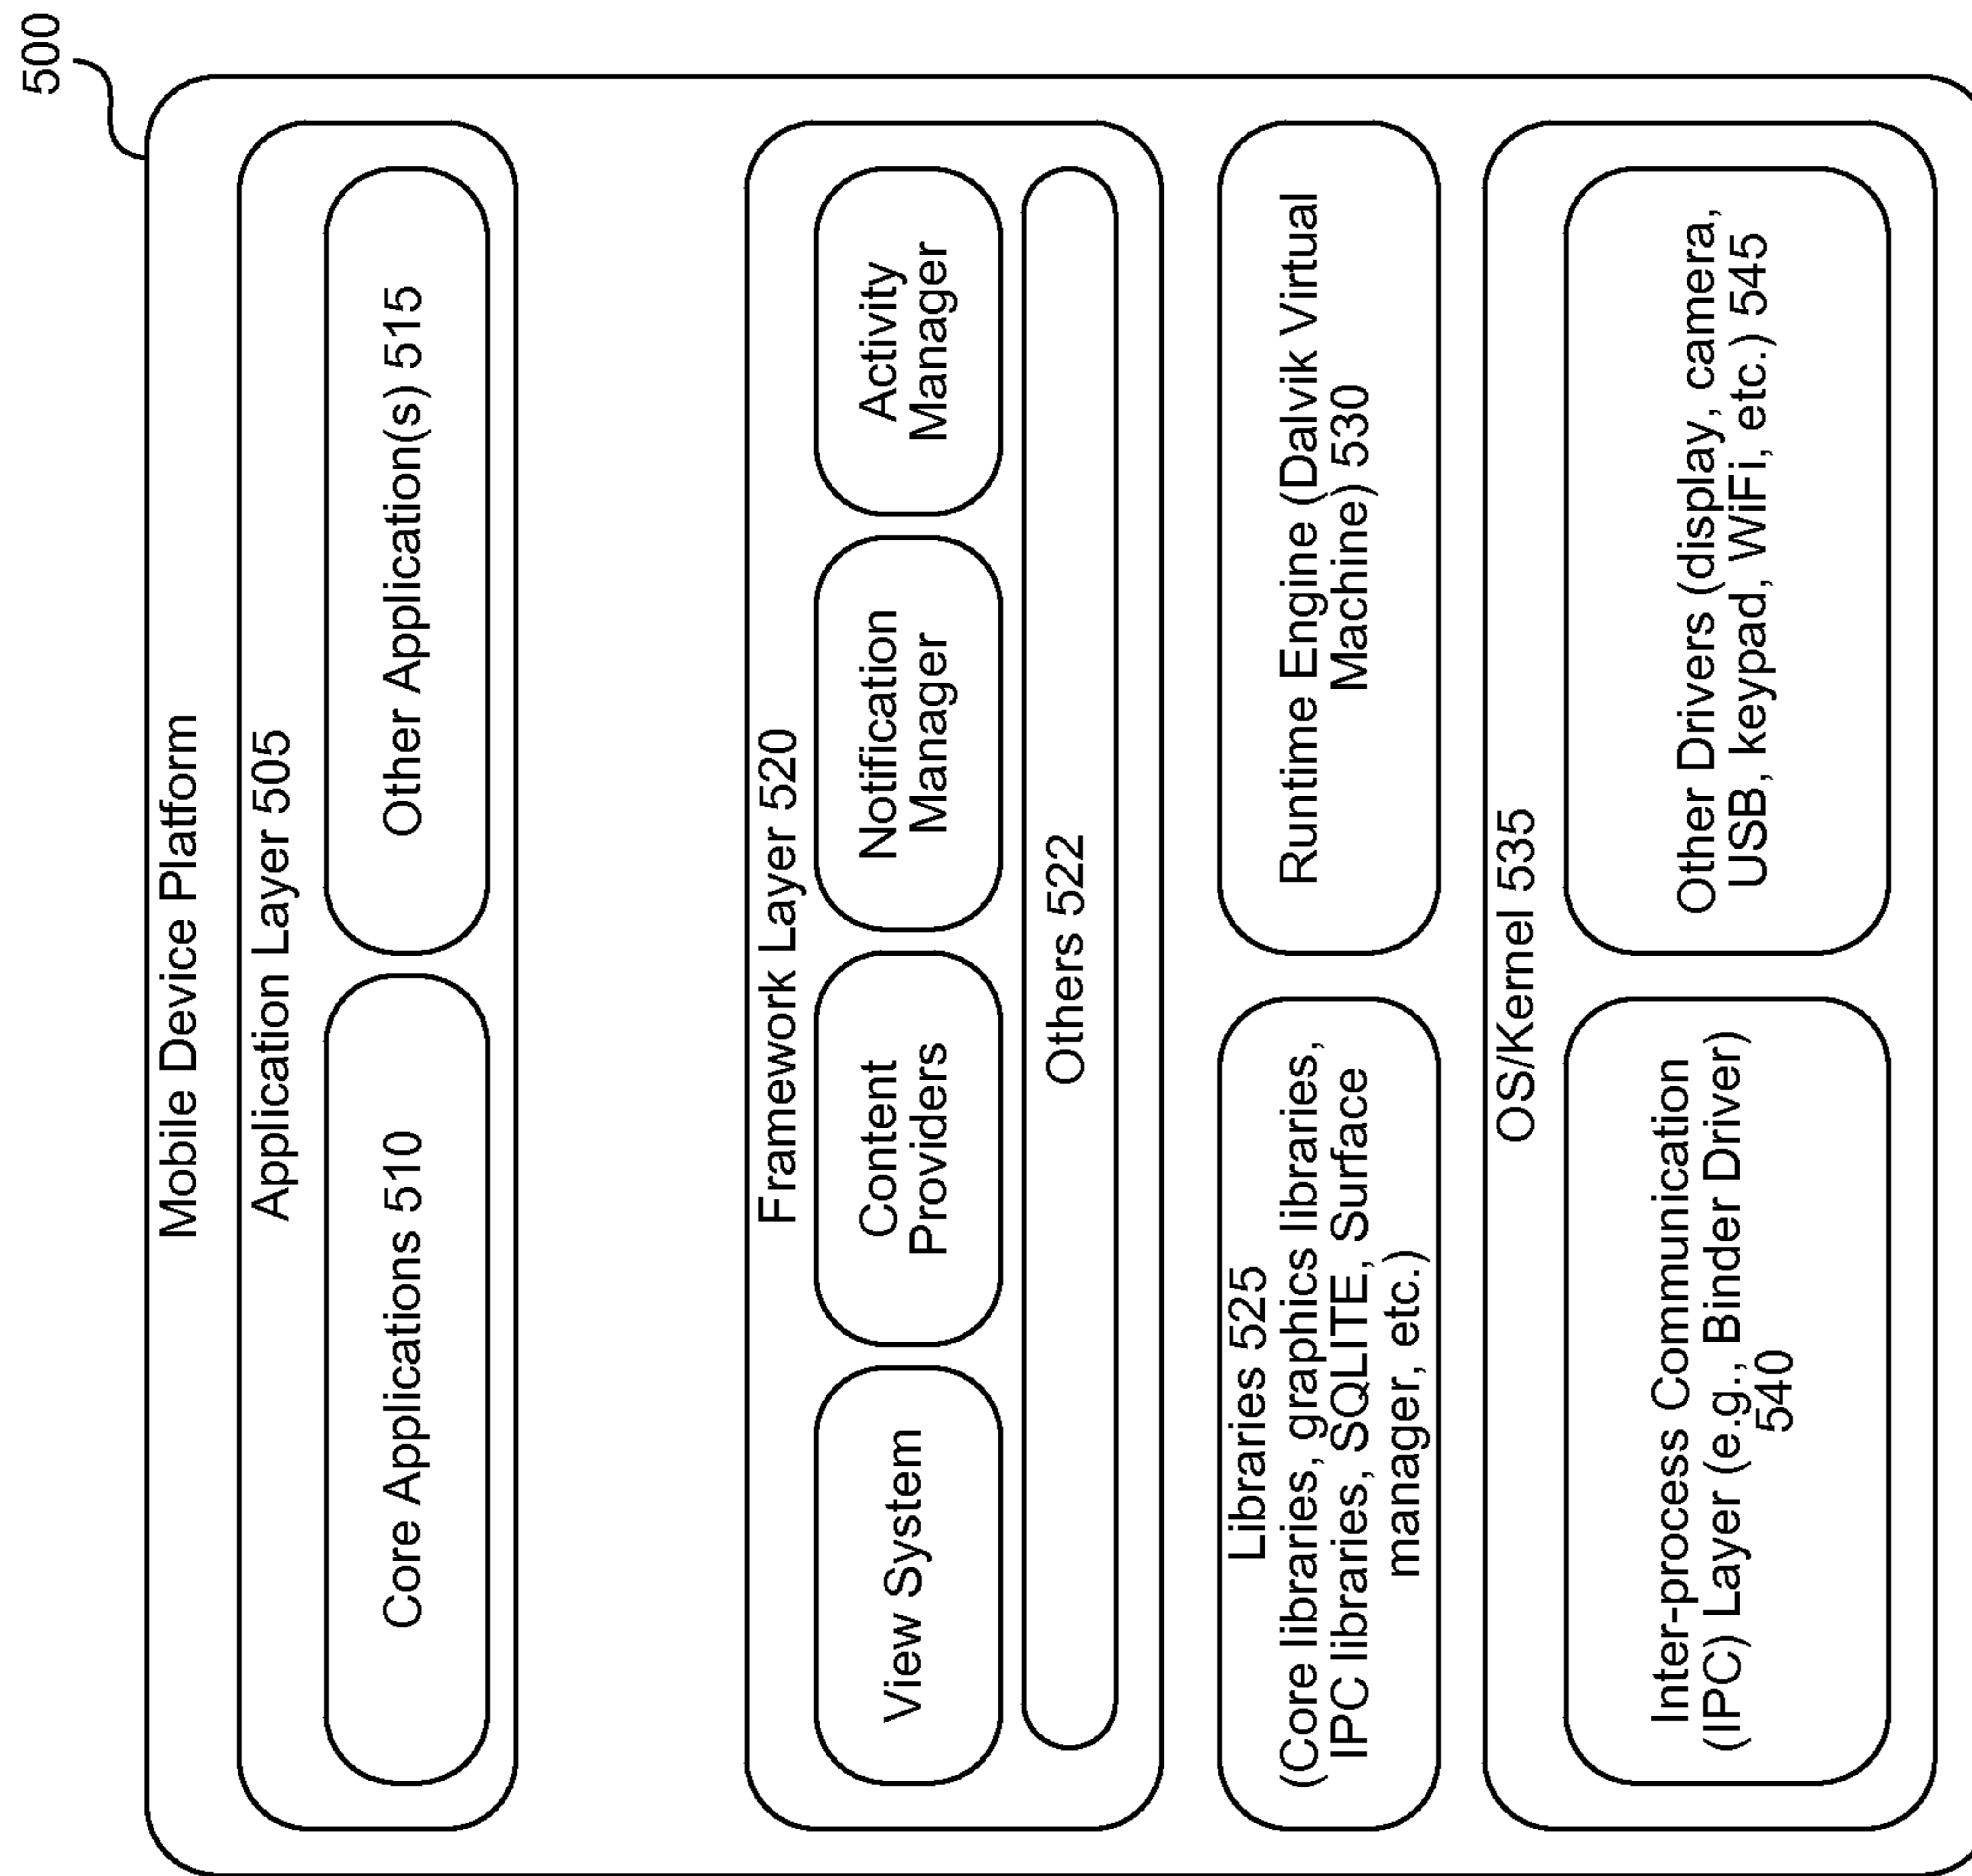 500
Mobile Device Platform
Application Layer 505
Core Applications 510
Other Application(s) 515
Framework Layer 520
View System
Content
Providers
Notification
Manager
Activity
Manager
Others 522
Libraries 525
(Core libraries, graphics libraries,
IPC libraries, SQLITE, Surface
manager, etc.)
Runtime Engine (Dalvik Virtual
Machine) 530
OS/Kernel 535
Inter-process Communication
(IPC) Layer (e.g., Binder Driver)
540
Other Drivers (display, camera,
USB, keypad, WiFi, etc.) 545